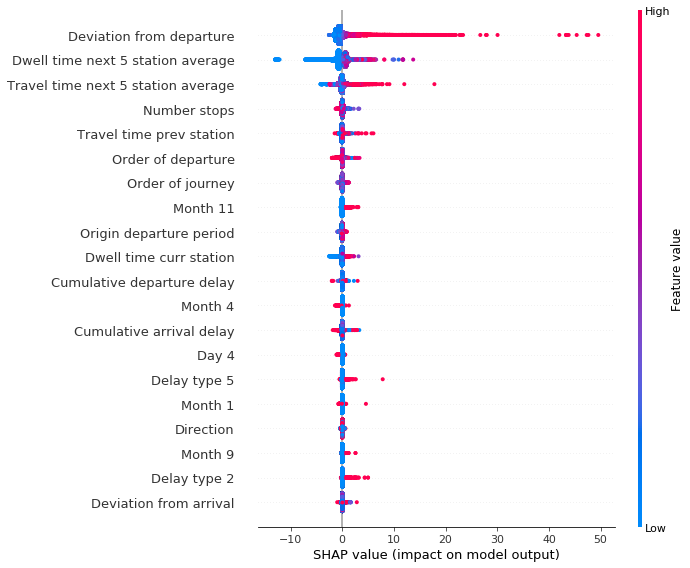 High
Deviation from departure
Dwell time next 5 station average
Travel time next 5 station average
Number stops
Travel time prev station
Order of departure
Order of journey
Month 11
Origin departure period
Dwell time curr station
Cumulative departure delay
Month 4
Cumulative arrival delay
Day 4
Delay type 5
Month 1
Direction
Month 9
Delay type 2
Deviation from arrival
Feature value
Low
−10 0 10 20 30 40 50
SHAP value (impact on model output)